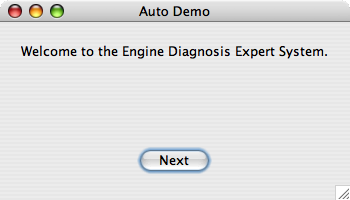 Auto Demo
Welcome to the Engine Diagnosis Expert System.
Next